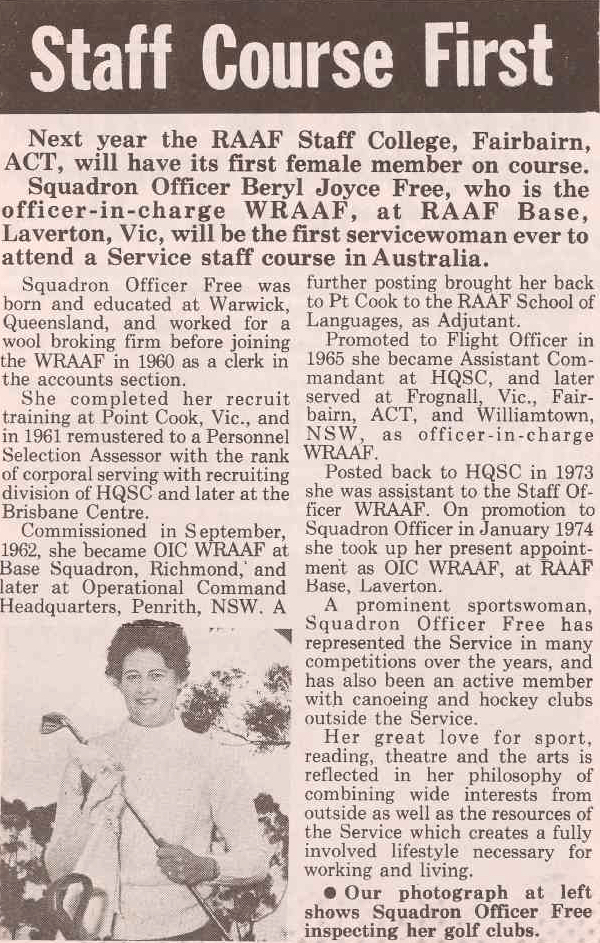 Staff Course First
Next year the RAAF Staff College, Fairbairn,
ACT, will have its first female member on course.
Squadron Officer Beryl Joyce Free, who is the
officer-in-charge WRAAF, at RAAF Base,
Laverton, Vic, will be the first servicewoman ever to
attend a Service staff course in Australia.
Squadron Officer Free was
born and educated at Warwick,
Queensland, and worked for a
wool broking firm before joining
the WRAAF in 1960 as a clerk in
the accounts section.
She completed her recruit
training at Point Cook, Vic., and
in 1961 remustered to a Personnel
Selection Assessor with the rank
of corporal serving with recruiting
division of HQSC and later at the
Brisbane Centre.
Commissioned in September,
1962, she became OIC WRAAF at
Base Squadron, Richmond, and
later at Operational Command
Headquarters, Penrith, NSW. A
further posting brought her back
to Pt Cook to the RAAF School of
Languages, as Adjutant.
Promoted to Flight Officer in
1965 she became Assistant Com-
mandant at HQSC, and later
served at Frognall, Vic., Fair-
bairn, ACT, and Williamtown,
NSW, as officer-in-charge
WRAAF.
Posted back to HQSC in 1973
she was assistant to the Staff Of-
ficer WRAAF. On promotion to
Squadron Officer in January 1974
she took up her present appoint-
ment as OIC WRAAF, at RAAF
Base, Laverton.
A prominent sportswoman,
Squadron Officer Free has
represented the Service in many
competitions over the years, and
has also been an active member
with canoeing and hockey clubs
outside the Service.
Her great love for sport,
reading, theatre and the arts is
reflected in her philosophy of
combining wide interests from
outside as well as the resources of
the Service which creates a fully
involved lifestyle necessary for
working and living.
● Our photograph at left
shows Squadron Officer Free
inspecting her golf clubs.